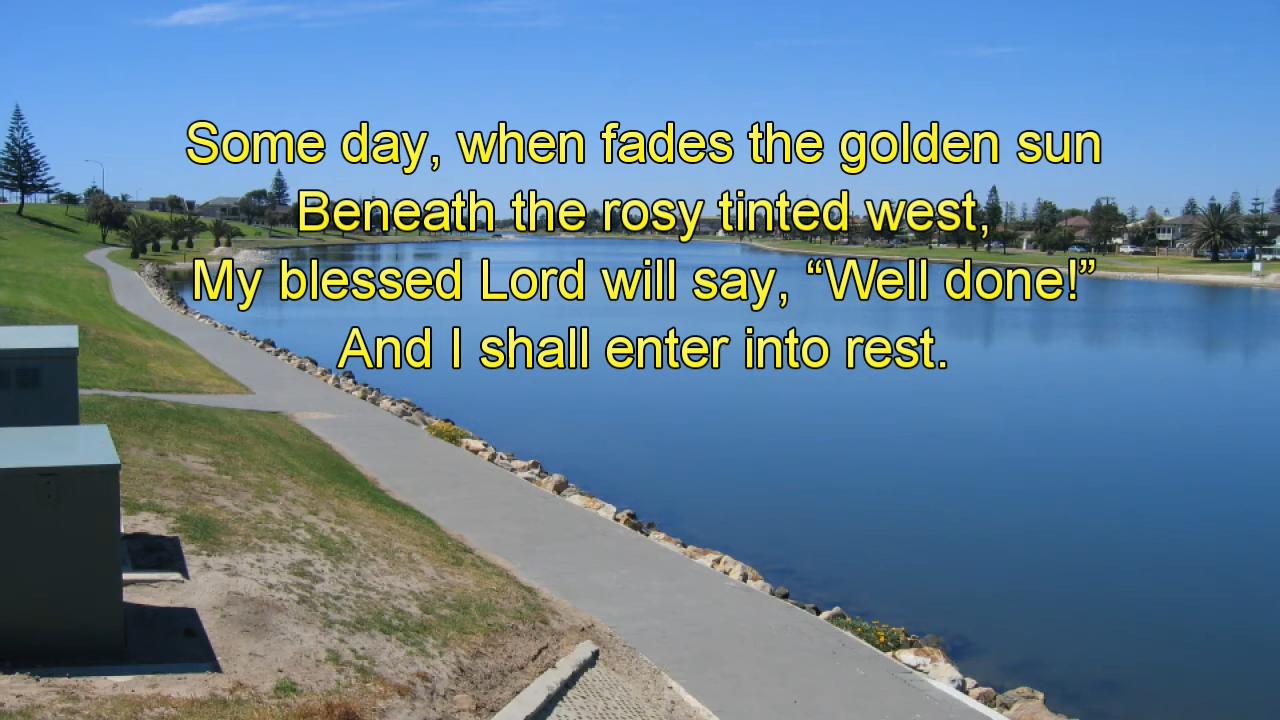 Some day, when fades the golden sun
Beneath the rosy tinted west,
My blessed Lord will say, “Well done!”
And I shall enter into rest.